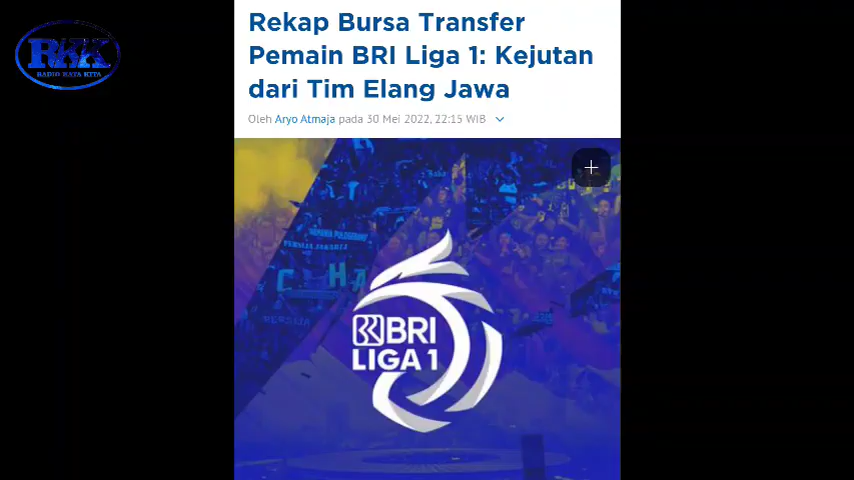 RKK
RADIO KATA KITA
Rekap Bursa Transfer
Pemain BRI Liga 1: Kejutan
dari Tim Elang Jawa
Oleh Aryo Atmaja pada 30 Mei 2022, 22:15 WIB
BRI
LIGA 1